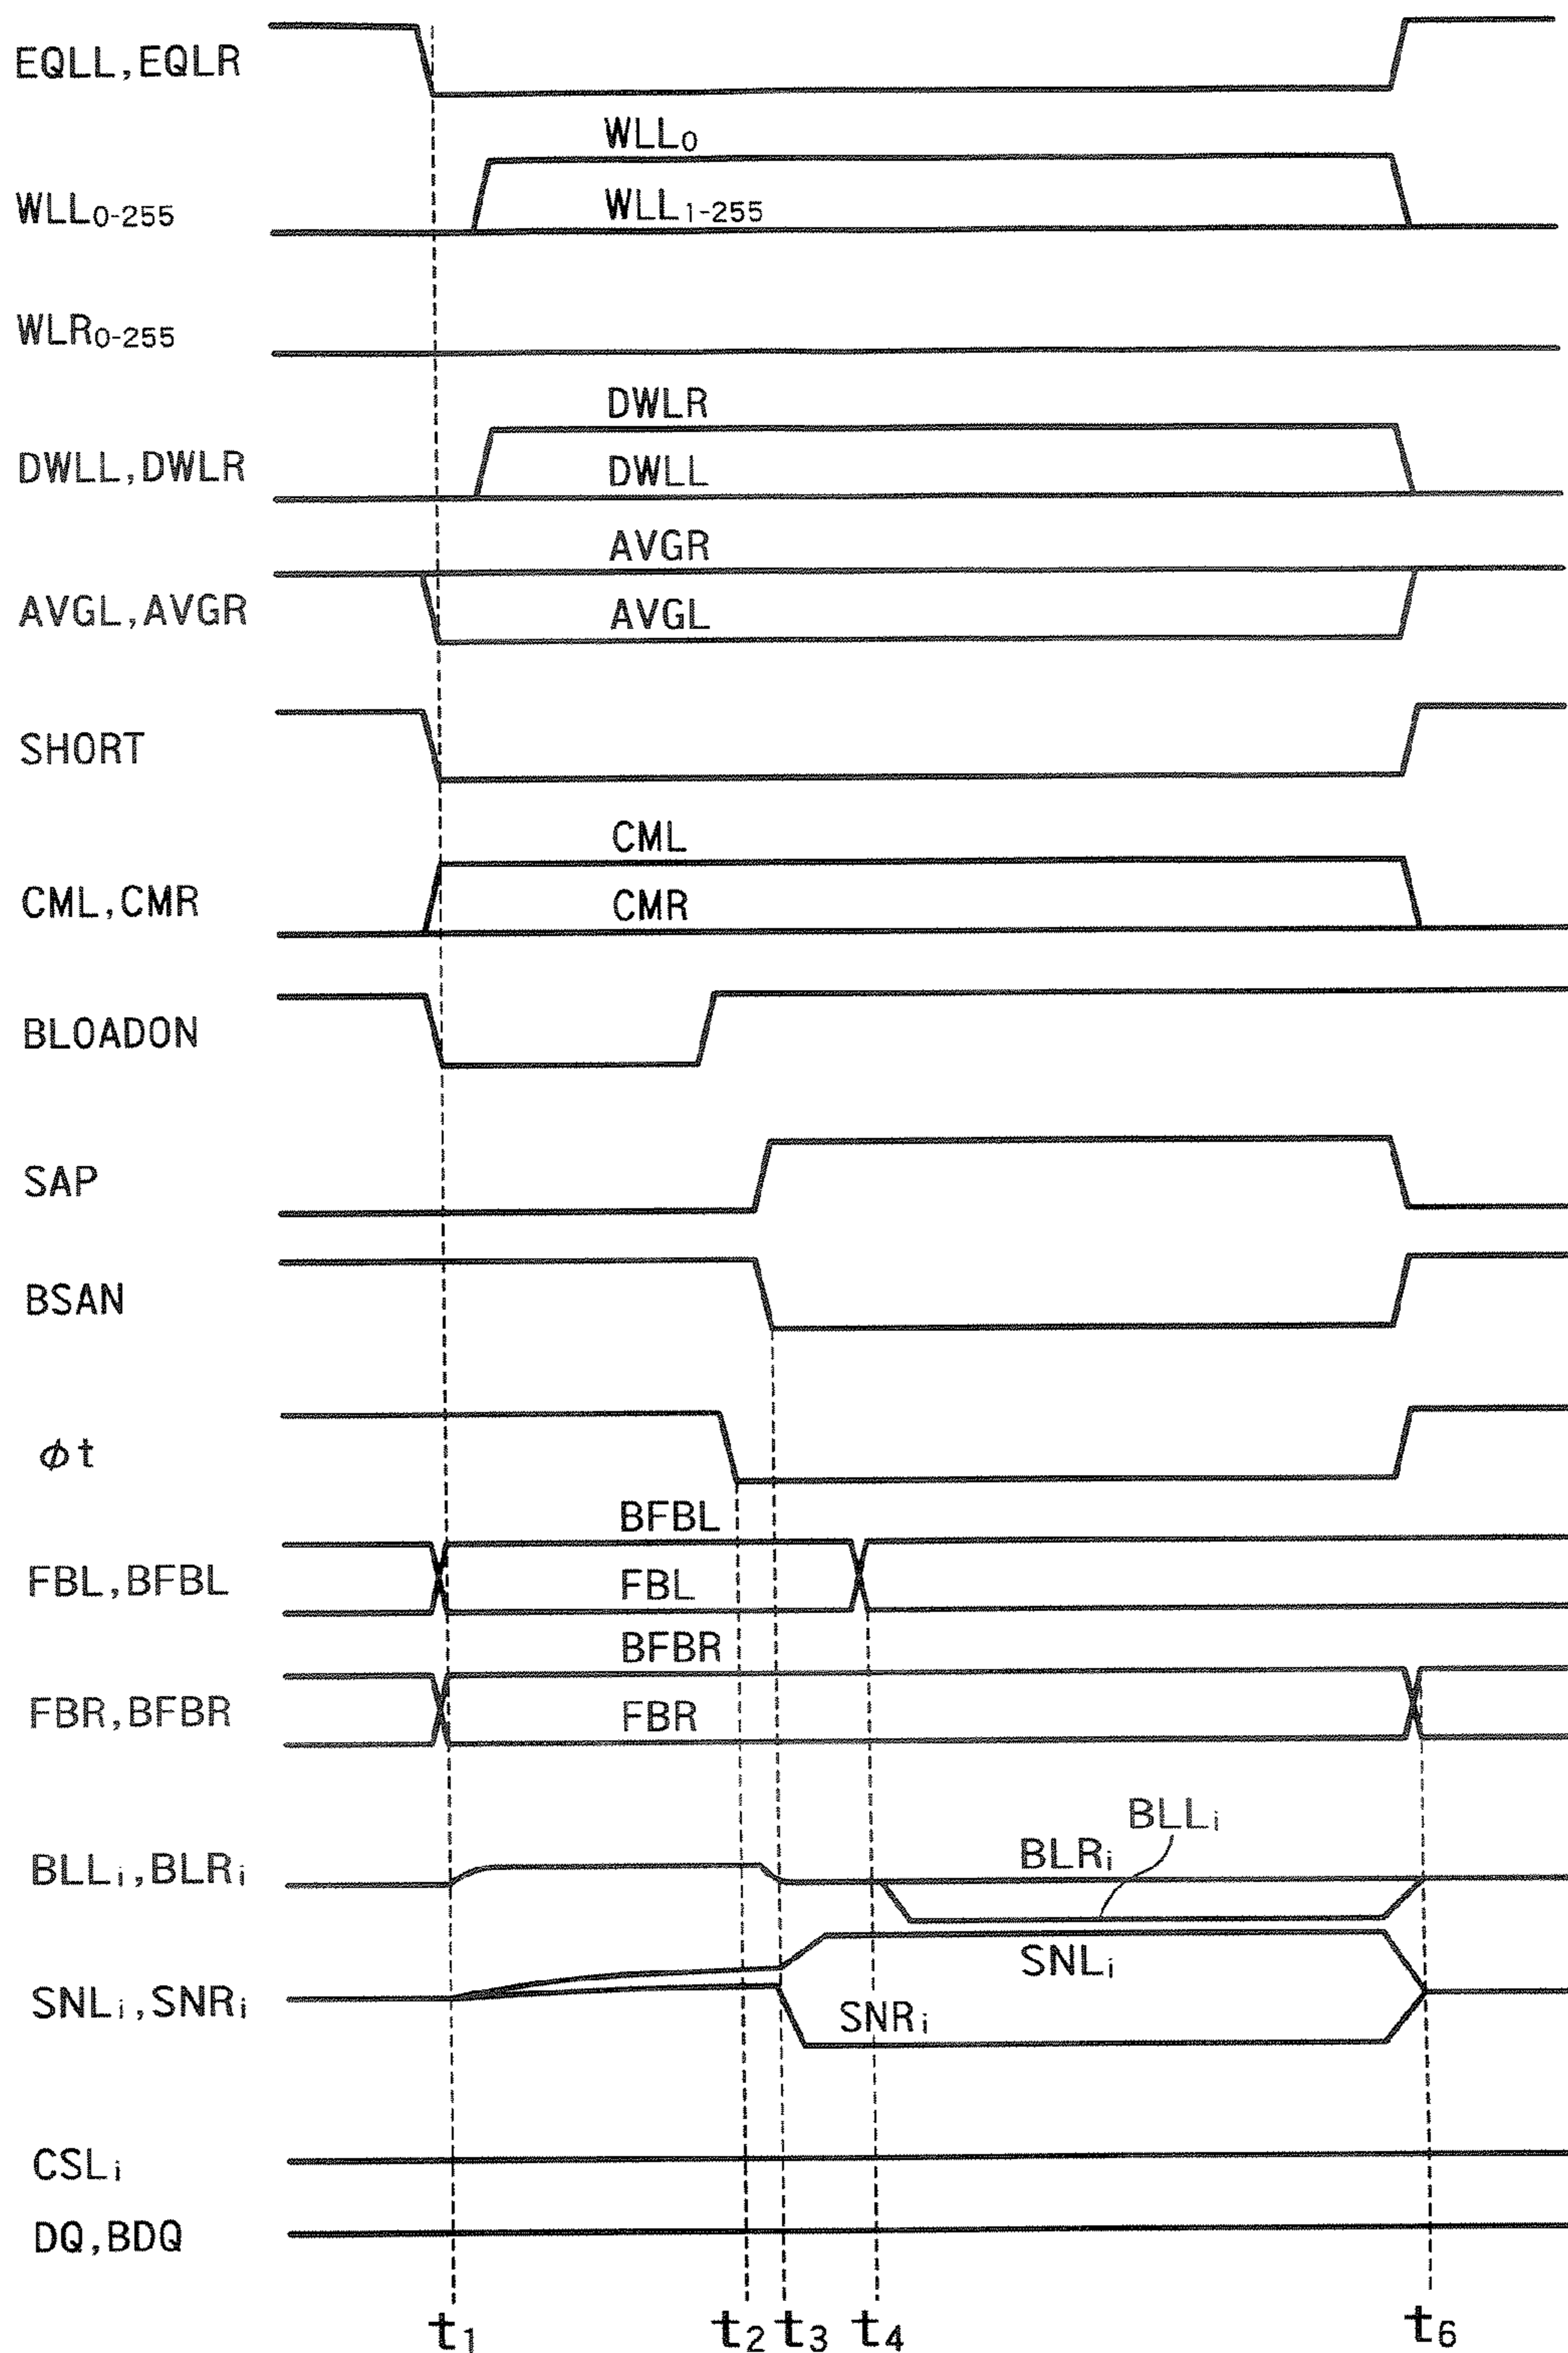 EQLL,EQLR
WLL0
WLL0-255
WLL1-255
WLR0-255
DWLR
DWLL,DWLR
DWLL
AVGR
AVGL,AVGR
AVGL
SHORT
CML
CML,CMR
CMR
BLOADON
SAP
BSAN
ϕt
BFBL
FBL,BFBL
FBL
BFBR
FBR,BFBR
FBR
BLLi
BLLi,BLRi
BLRi
SNLi
SNLi,SNRi
SNRi
CSLi
DQ,BDQ
t1 t2 t3 t4 t6